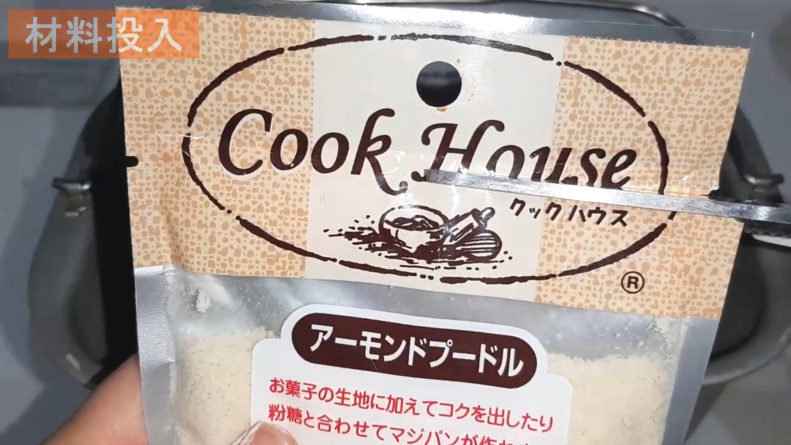 材料投入
Cook House
クックハウス
®
アーモンドプードル
お菓子の生地に加えてコクを出したり
粉糖と合わせてマジパンが作れ